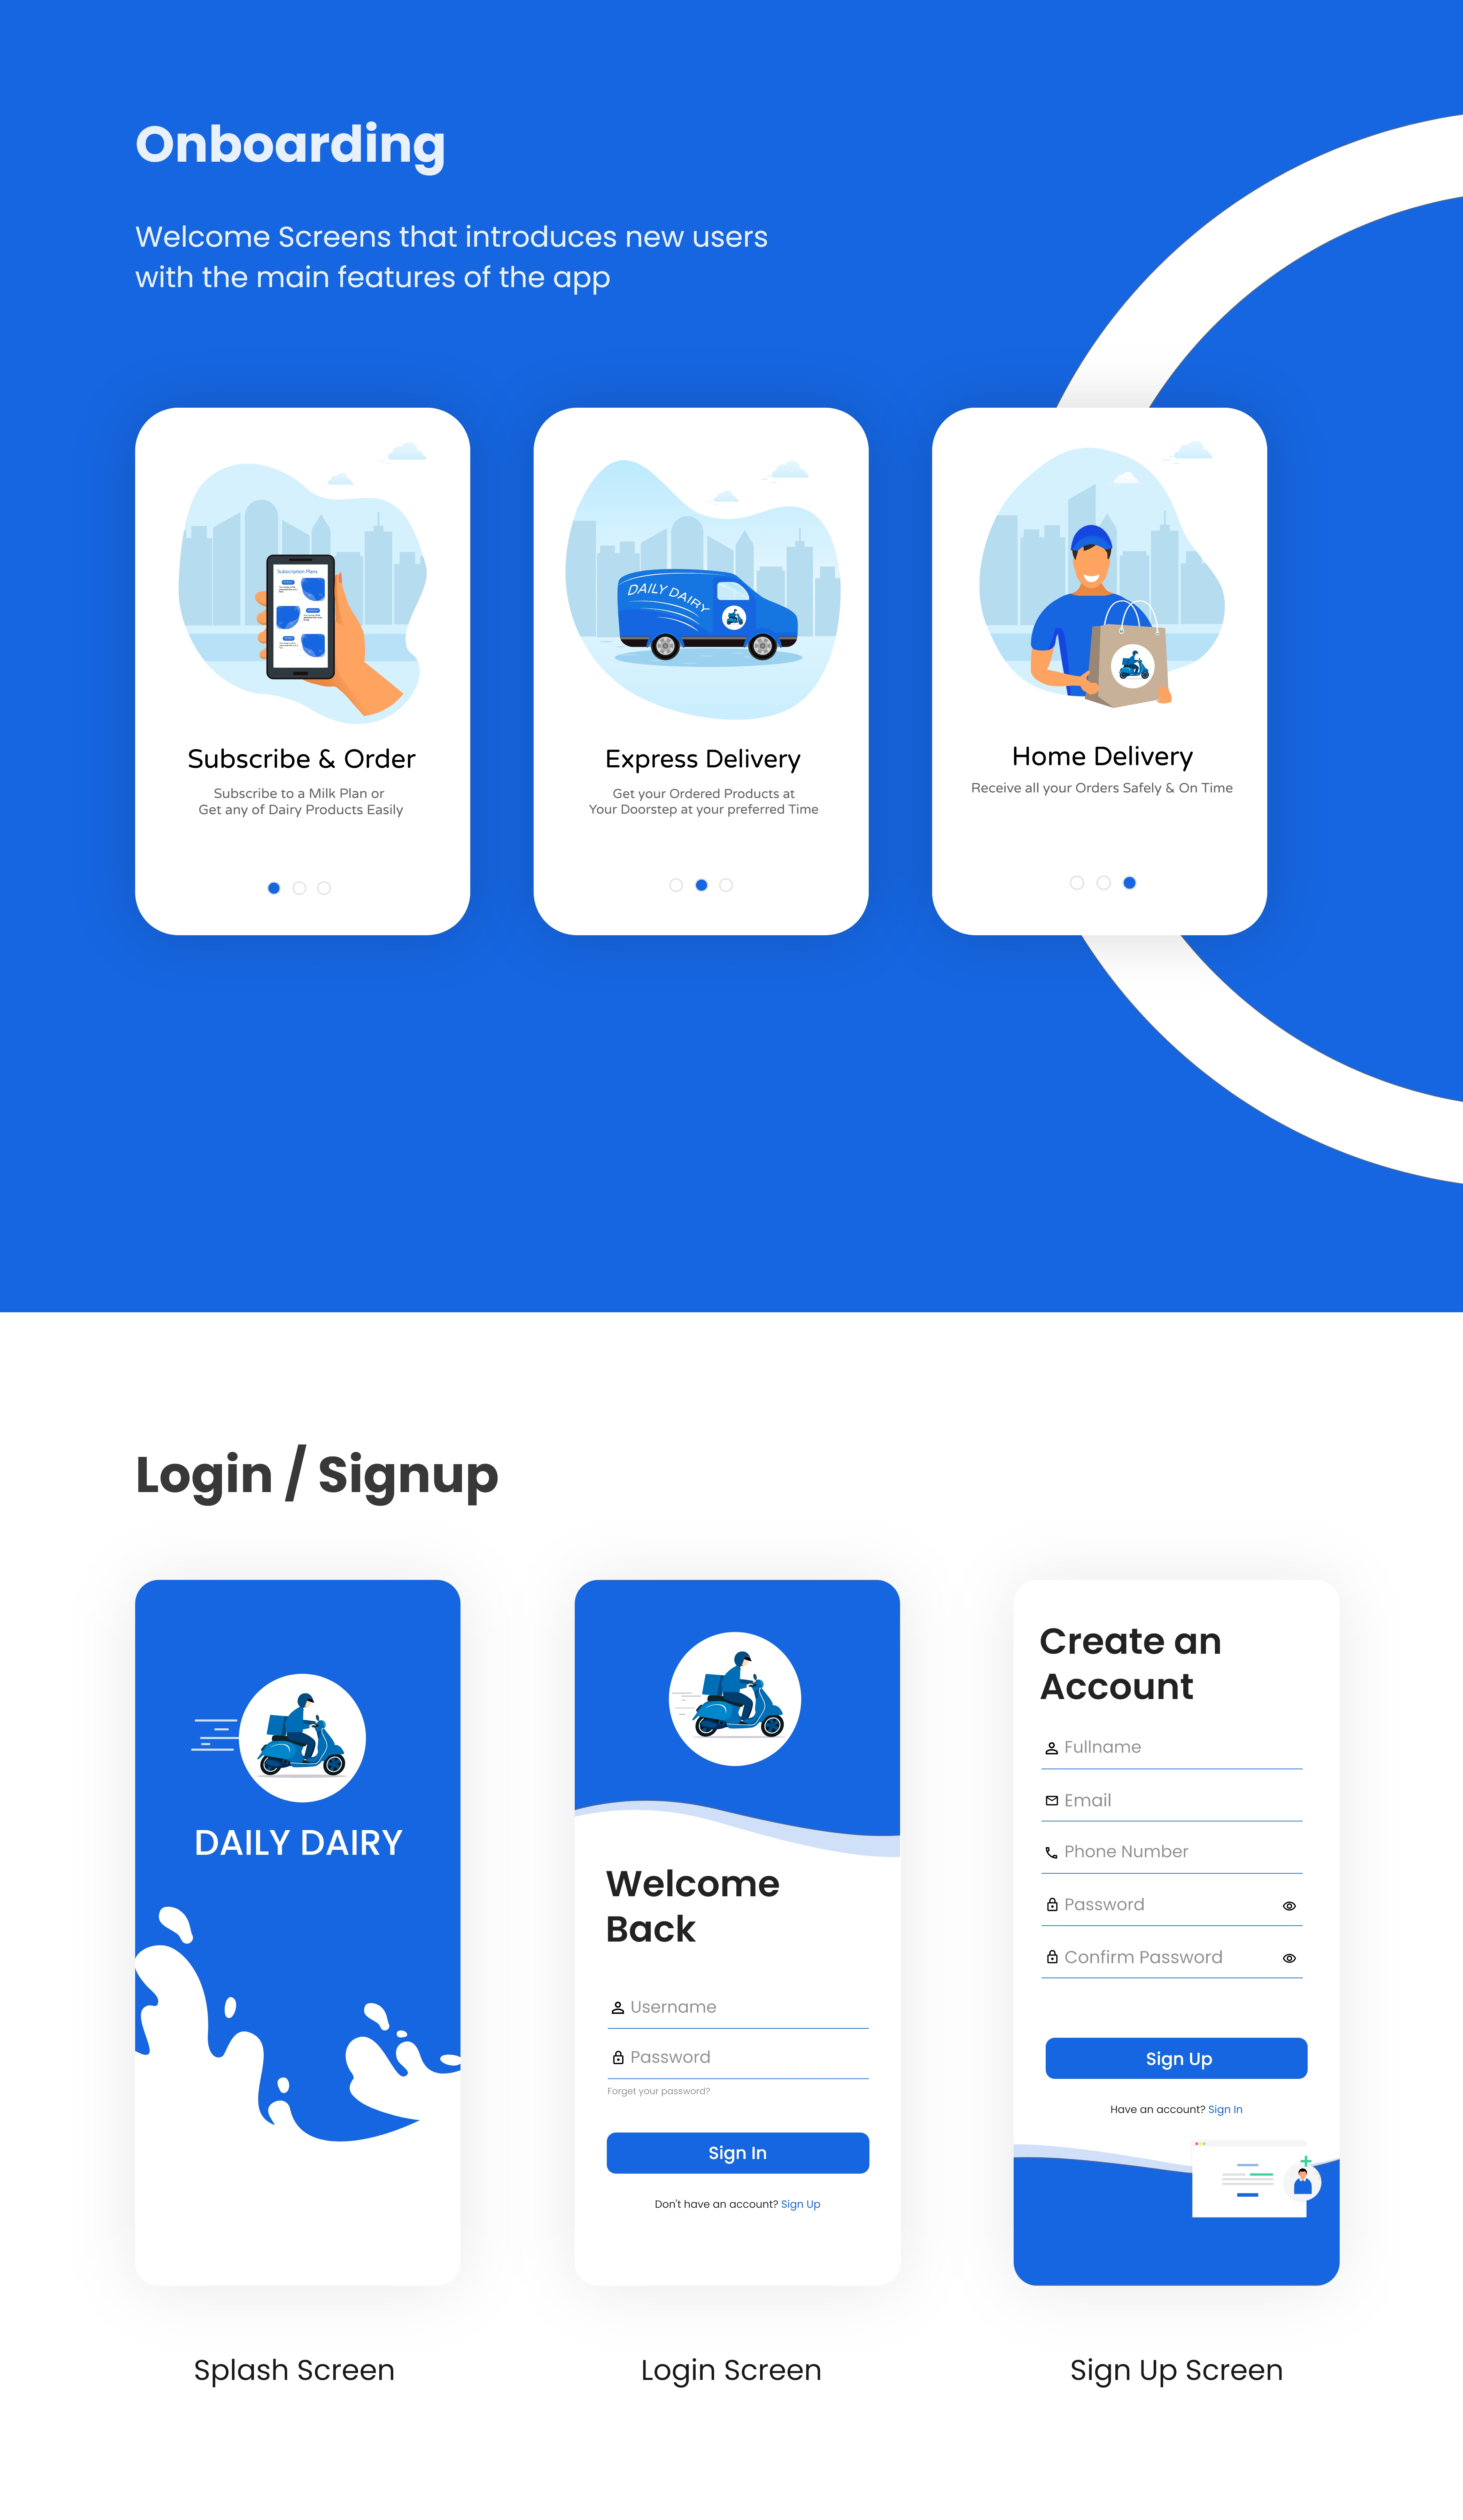 Onboarding
Welcome Screens that introduces new users
with the main features of the app
Subscription Plans
Subscribe & Order
Subscribe to a Milk Plan or
Get any of Dairy Products Easily
DAILY DAIRY
Express Delivery
Get your Ordered Products at
Your Doorstep at your preferred Time
Home Delivery
Receive all your Orders Safely & On Time
Login / Signup
DAILY DAIRY
Splash Screen
Welcome
Back
Username
Password
Forget your password?
Sign In
Don't have an account? Sign Up
Login Screen
Create an
Account
Fullname
Email
Phone Number
Password
Confirm Password
Sign Up
Have an account? Sign In
Sign Up Screen